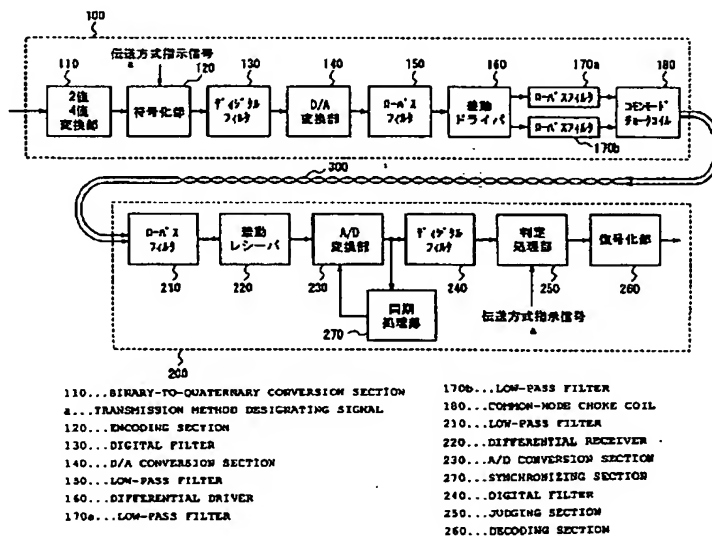 100
110
伝送方式指示信号
a
120
130
140
150
160
170a
180
2値
4値
変換部
符号化部
ディジタル
フィルタ
D/A
変換部
ローパス
フィルタ
差動
ドライバ
ローパスフィルタ
ローパスフィルタ
コモンモード
チョークコイル
170b
300
ローパス
フィルタ
差動
レシーバ
A/D
変換部
ディジタル
フィルタ
判定
処理部
復号化部
210
220
230
240
250
260
同期
処理部
270
伝送方式指示信号
a
200
110...BINARY-TO-QUATERNARY CONVERSION SECTION
a...TRANSMISSION METHOD DESIGNATING SIGNAL
120...ENCODING SECTION
130...DIGITAL FILTER
140...D/A CONVERSION SECTION
150...LOW-PASS FILTER
160...DIFFERENTIAL DRIVER
170a...LOW-PASS FILTER
170b...LOW-PASS FILTER
180...COMMON-MODE CHOKE COIL
210...LOW-PASS FILTER
220...DIFFERENTIAL RECEIVER
230...A/D CONVERSION SECTION
270...SYNCHRONIZING SECTION
240...DIGITAL FILTER
250...JUDGING SECTION
260...DECODING SECTION